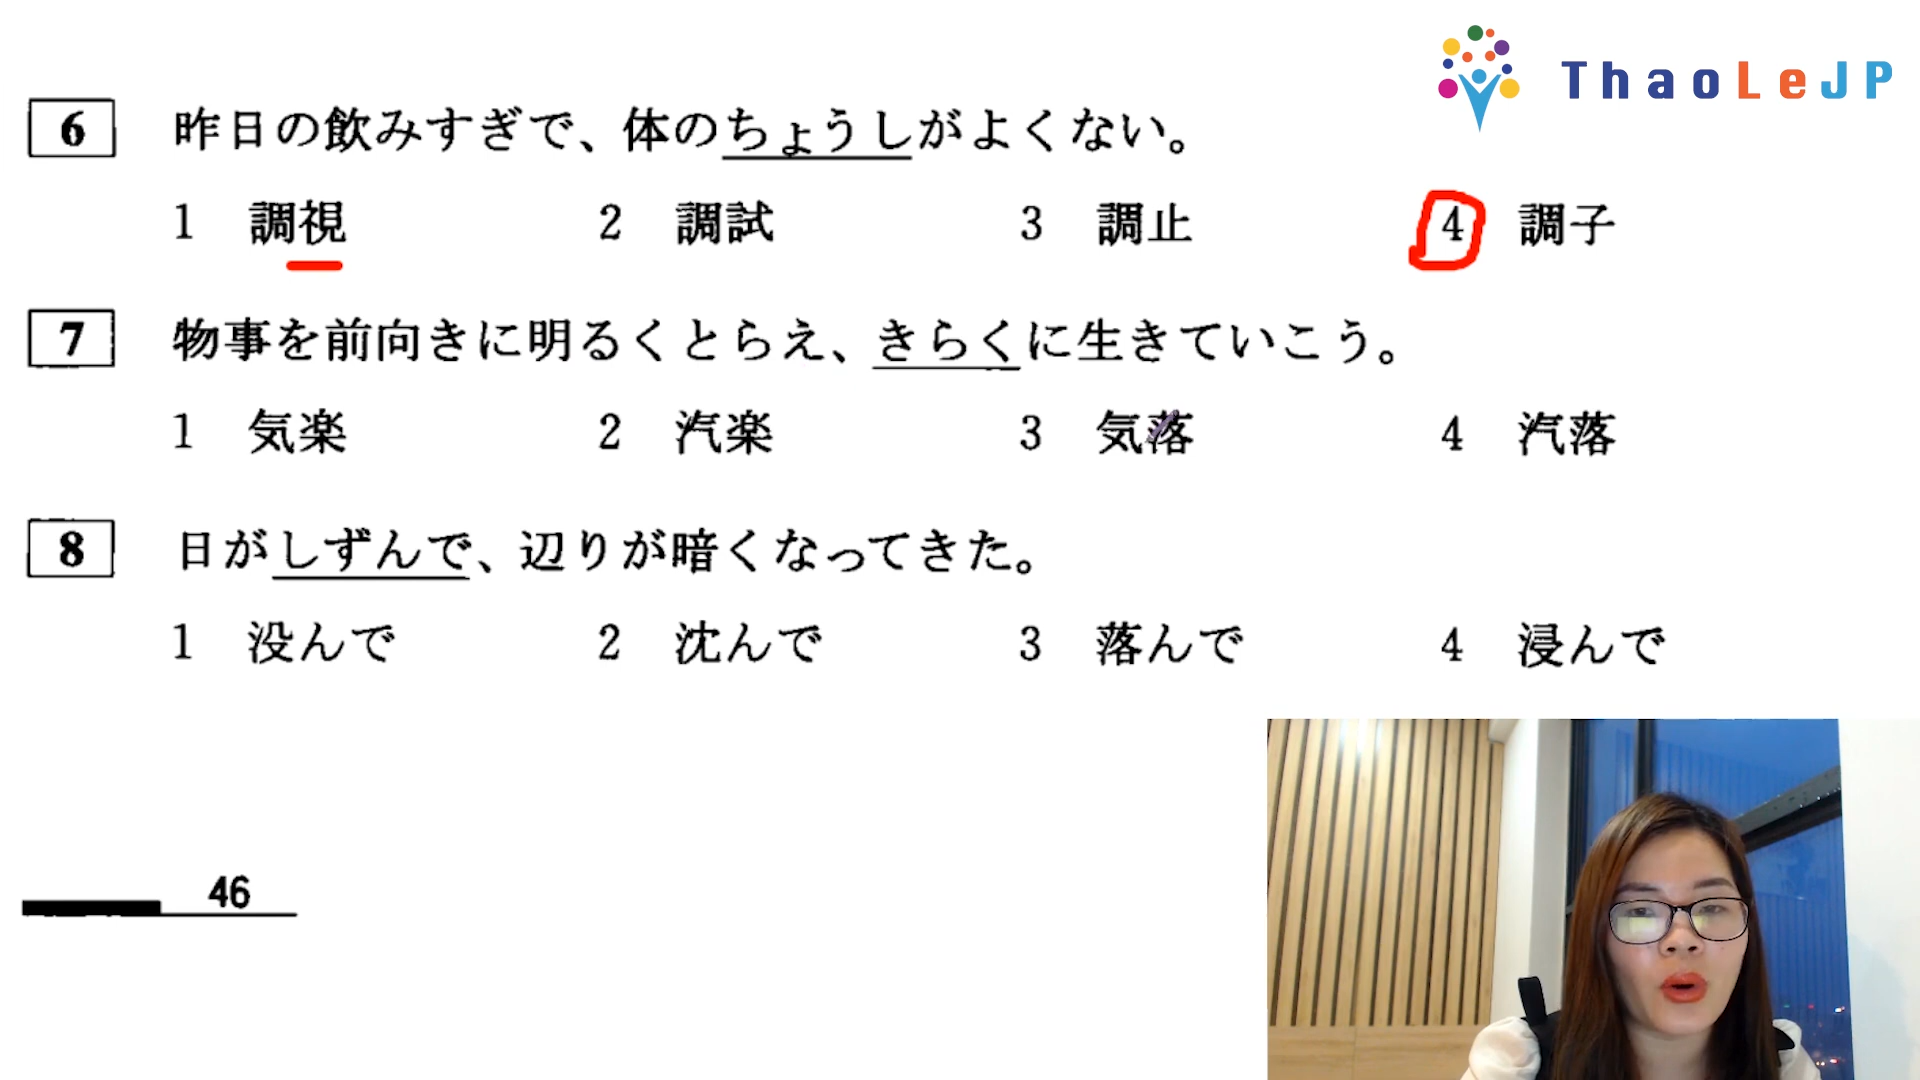 ThaoLeJP
6 昨日の飲みすぎで、体のちょうしがよくない。
1 調視 2 調試 3 調止 4 調子
7 物事を前向きに明るくとらえ、きらくに生きていこう。
1 気楽 2 汽楽 3 気落 4 汽落
8 日がしずんで、辺りが暗くなってきた。
1 没んで 2 沈んで 3 落んで 4 浸んで
46